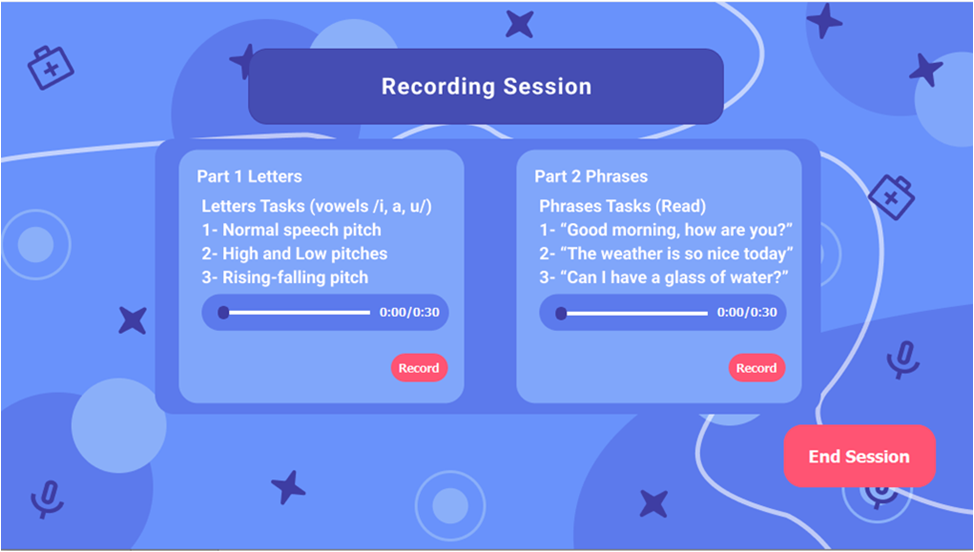 Recording Session
Part 1 Letters
Letters Tasks (vowels /i, a, u/)
1- Normal speech pitch
2- High and Low pitches
3- Rising-falling pitch
0:00/0:30
Record
Part 2 Phrases
Phrases Tasks (Read)
1- “Good morning, how are you?”
2- “The weather is so nice today”
3- “Can I have a glass of water?”
0:00/0:30
Record
End Session